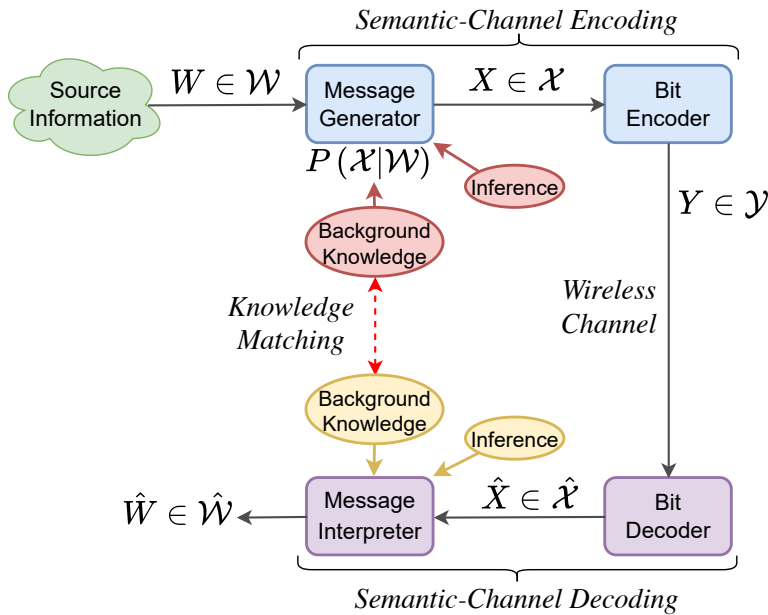 Semantic-Channel Encoding
Source
Information
W ∈ 𝒲
Message
Generator
X ∈ 𝒳
Bit
Encoder
P (𝒳|𝒲)
Inference
Y ∈ 𝒴
Background
Knowledge
Knowledge
Matching
Wireless
Channel
Background
Knowledge
Inference
Ŵ ∈ 𝒲̂
Message
Interpreter
X̂ ∈ 𝒳̂
Bit
Decoder
Semantic-Channel Decoding